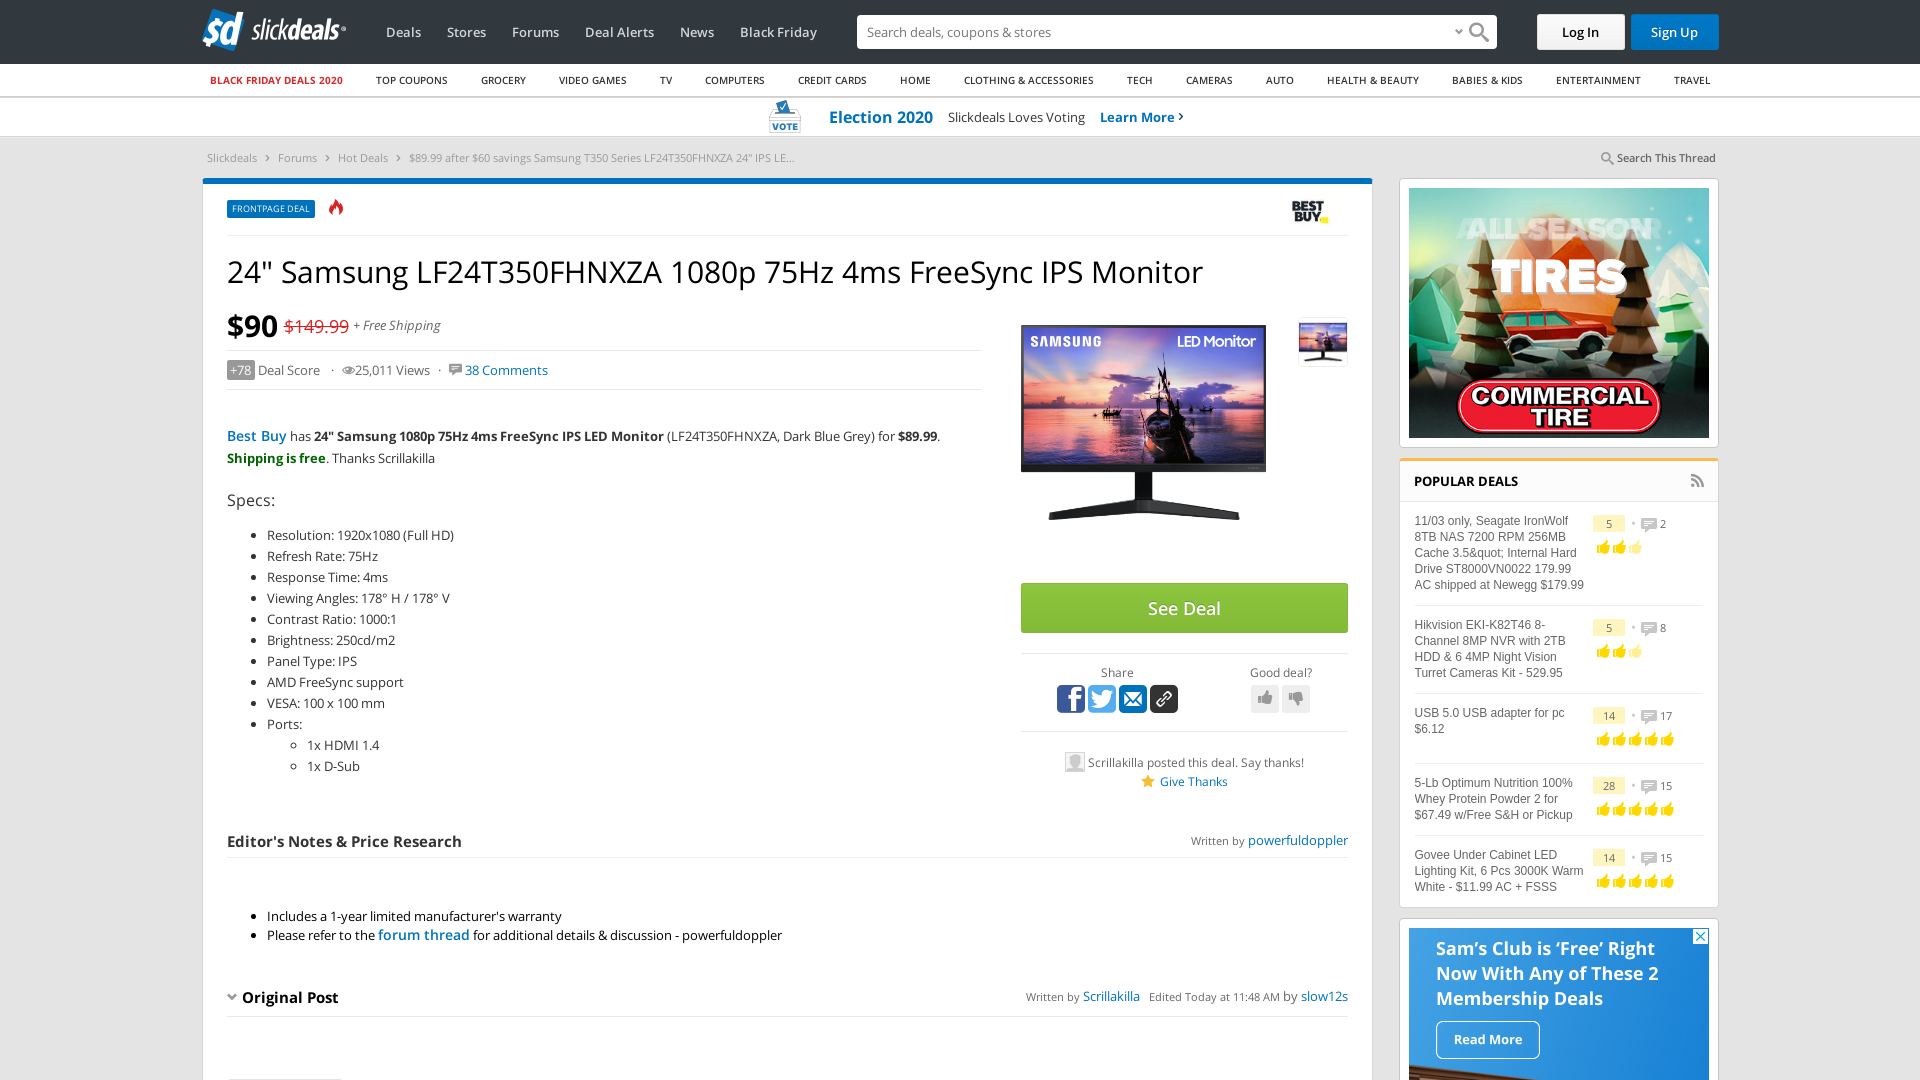 sd slickdeals
Deals
Stores
Forums
Deal Alerts
News
Black Friday
Search deals, coupons & shops
Log In
Sign Up
BLACK FRIDAY DEALS 2020
TOP COUPONS
GROCERY
VIDEO GAMES
TV
COMPUTERS
CREDIT CARDS
HOME
CLOTHING & ACCESSORIES
TECH
CAMERAS
AUTO
HEALTH & BEAUTY
BABIES & KIDS
ENTERTAINMENT
TRAVEL
VOTE
Election 2020 Slickdeals Loves Voting Learn More ›
Slickdeals › Forums › Hot Deals › $89.99 after $60 savings Samsung T350 Series LF24T350FHNXZA 24" IPS LE...
Search This Thread
FRONTPAGE DEAL
BEST
BUY
24" Samsung LF24T350FHNXZA 1080p 75Hz 4ms FreeSync IPS Monitor
$90 $149.99 + Free Shipping
+78 Deal Score · 25,011 Views · 38 Comments
Best Buy has 24" Samsung 1080p 75Hz 4ms FreeSync IPS LED Monitor (LF24T350FHNXZA, Dark Blue Grey) for $89.99.
Shipping is free. Thanks Scrillakilla
Specs:
• Resolution: 1920x1080 (Full HD)
• Refresh Rate: 75Hz
• Response Time: 4ms
• Viewing Angles: 178° H / 178° V
• Contrast Ratio: 1000:1
• Brightness: 250cd/m2
• Panel Type: IPS
• AMD FreeSync support
• VESA: 100 x 100 mm
• Ports:
◦ 1x HDMI 1.4
◦ 1x D-Sub
SAMSUNG LED Monitor
See Deal
Share
Good deal?
Scrillakilla posted this deal. Say thanks!
Give Thanks
Editor's Notes & Price Research
Written by powerfuldoppler
• Includes a 1-year limited manufacturer's warranty
• Please refer to the forum thread for additional details & discussion - powerfuldoppler
Original Post
Written by Scrillakilla Edited Today at 11:48 AM by slow12s
ALL SEASON
TIRES
COMMERCIAL
TIRE
POPULAR DEALS
11/03 only, Seagate IronWolf
8TB NAS 7200 RPM 256MB
Cache 3.5&quot; Internal Hard
Drive ST8000VN0022 179.99
AC shipped at Newegg $179.99
5 • 2
Hikvision EKI-K82T46 8-
Channel 8MP NVR with 2TB
HDD & 6 4MP Night Vision
Turret Cameras Kit - 529.95
5 • 8
USB 5.0 USB adapter for pc
$6.12
14 • 17
5-Lb Optimum Nutrition 100%
Whey Protein Powder 2 for
$67.49 w/Free S&H or Pickup
28 • 15
Govee Under Cabinet LED
Lighting Kit, 6 Pcs 3000K Warm
White - $11.99 AC + FSSS
14 • 15
Sam's Club is 'Free' Right
Now With Any of These 2
Membership Deals
Read More